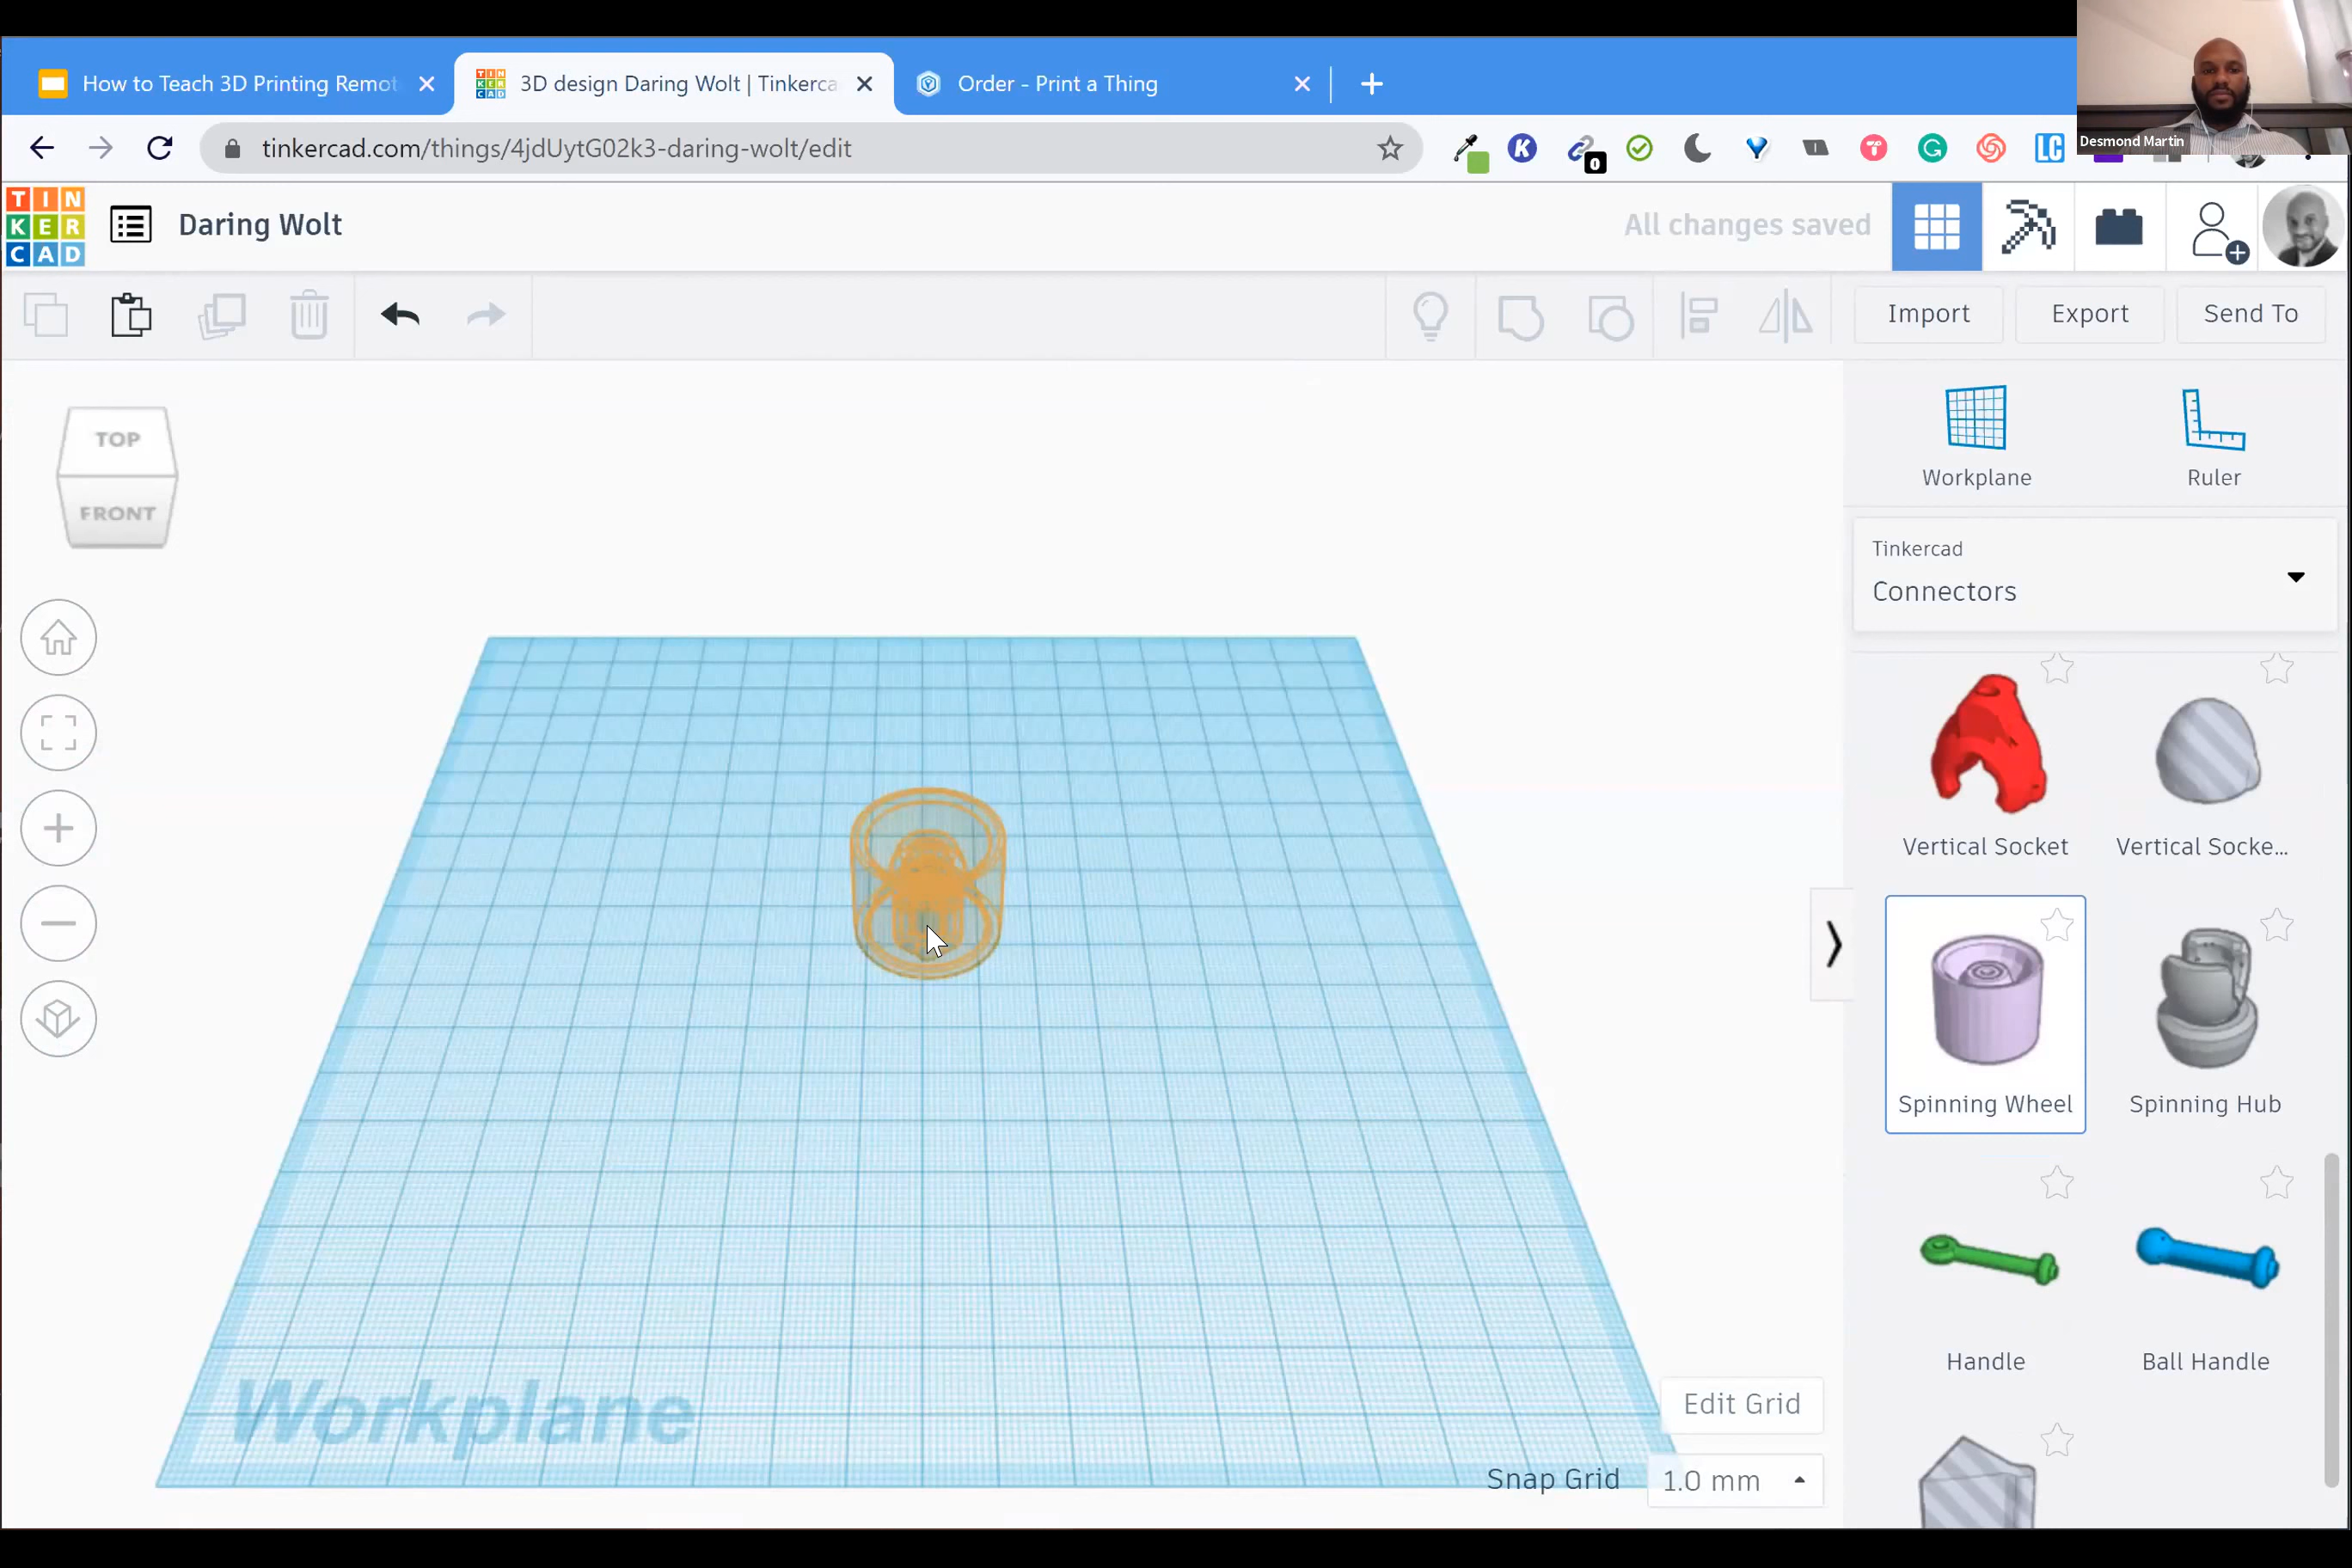 How to Teach 3D Printing Remot
3D design Daring Wolt | Tinkerca
Order - Print a Thing
tinkercad.com/things/4jdUytG02k3-daring-wolt/edit
Desmond Martin
TIN
KER
CAD
Daring Wolt
All changes saved
Import
Export
Send To
TOP
FRONT
Workplane
Ruler
Tinkercad
Connectors
Vertical Socket
Vertical Socke...
Spinning Wheel
Spinning Hub
Handle
Ball Handle
Workplane
Edit Grid
Snap Grid
1.0 mm